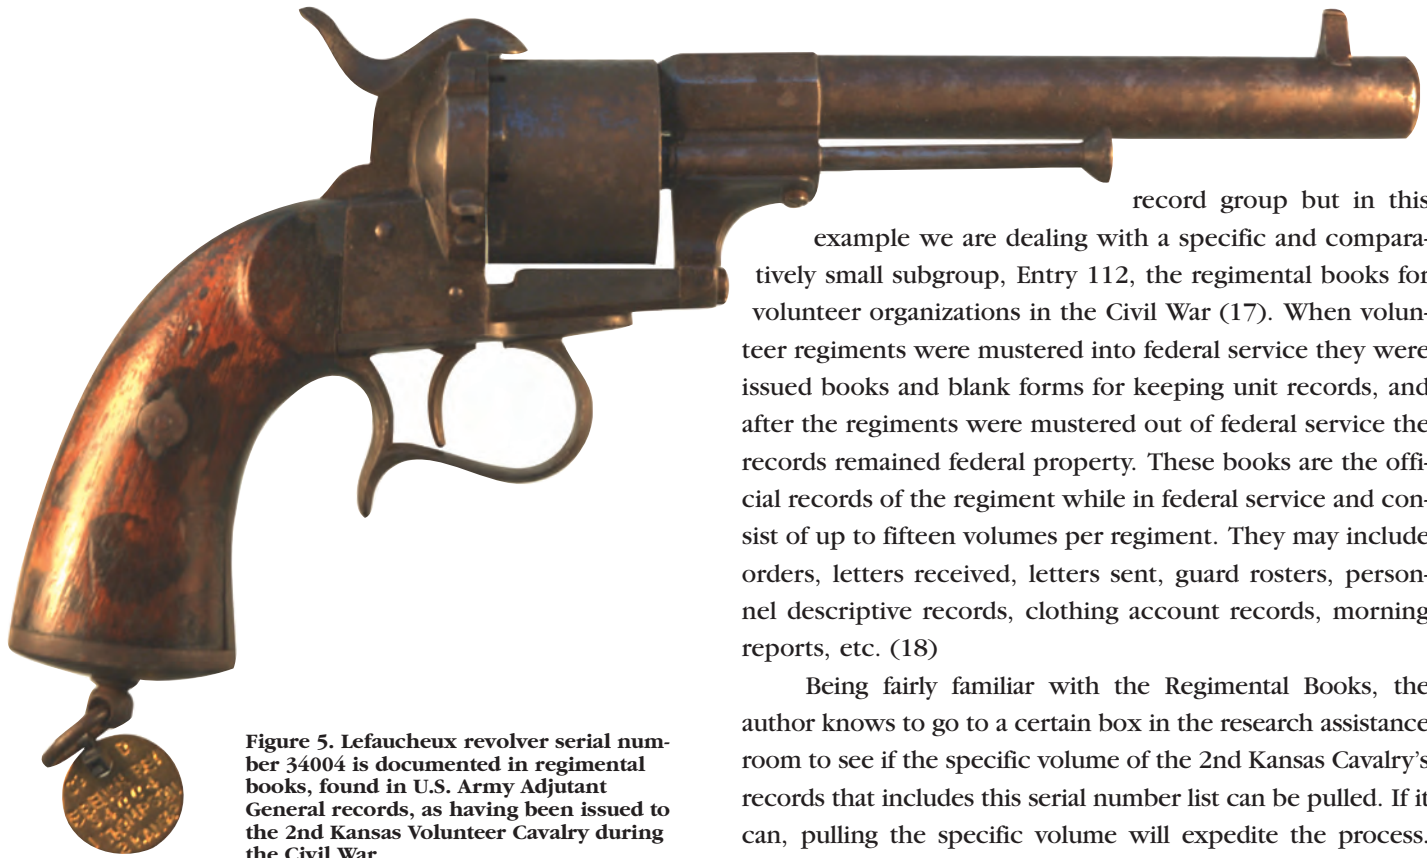 record group but in this
example we are dealing with a specific and compara-
tively small subgroup, Entry 112, the regimental books for
volunteer organizations in the Civil War (17). When volun-
teer regiments were mustered into federal service they were
issued books and blank forms for keeping unit records, and
after the regiments were mustered out of federal service the
records remained federal property. These books are the offi-
cial records of the regiment while in federal service and con-
sist of up to fifteen volumes per regiment. They may include
orders, letters received, letters sent, guard rosters, person-
nel descriptive records, clothing account records, morning
reports, etc. (18)
Being fairly familiar with the Regimental Books, the
author knows to go to a certain box in the research assistance
room to see if the specific volume of the 2nd Kansas Cavalry's
records that includes this serial number list can be pulled. If it
can, pulling the specific volume will expedite the process.
Figure 5. Lefaucheux revolver serial num-
ber 34004 is documented in regimental
books, found in U.S. Army Adjutant
General records, as having been issued to
the 2nd Kansas Volunteer Cavalry during
the Civil War